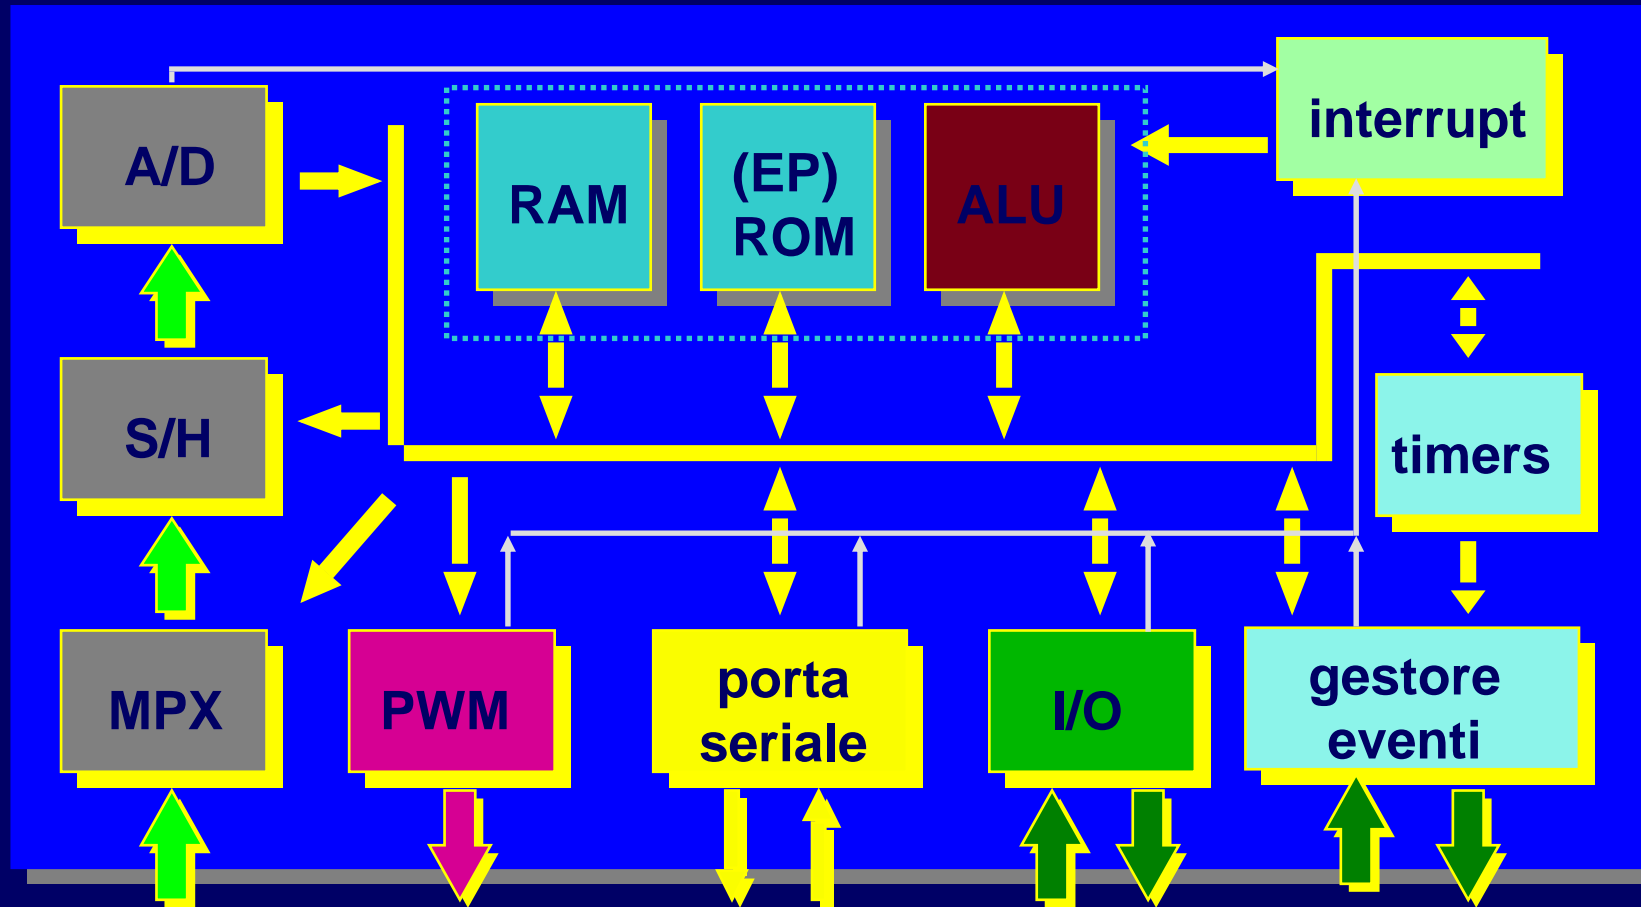 interrupt
A/D
RAM
(EP)
ROM
ALU
S/H
timers
MPX
PWM
porta
seriale
I/O
gestore
eventi